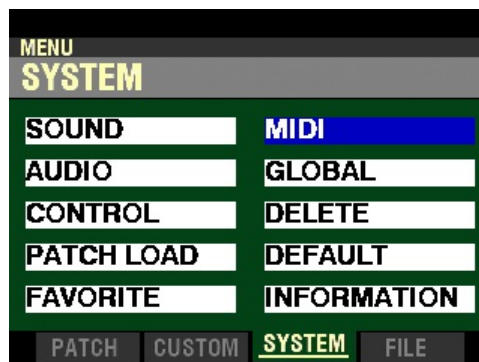 MENU
SYSTEM
SOUND MIDI
AUDIO GLOBAL
CONTROL DELETE
PATCH LOAD DEFAULT
FAVORITE INFORMATION
PATCH CUSTOM SYSTEM FILE